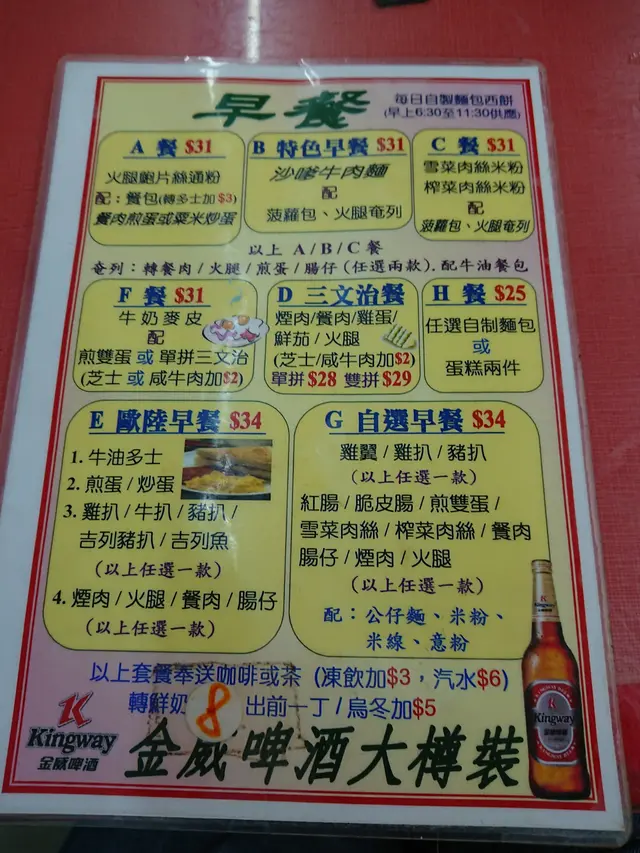 早餐
每日自製麵包西餅
(早上6:30至11:30供應)
A 餐 $31
火腿鮑片絲通粉
配：餐包(轉多士加$3)
餐肉煎蛋或粟米炒蛋
B 特色早餐 $31
沙嗲牛肉麵
配
菠蘿包、火腿奄列
C 餐 $31
雪菜肉絲米粉
榨菜肉絲米粉
配
菠蘿包、火腿奄列
以上 A/B/C 餐
奄列：轉餐肉/火腿/煎蛋/腸仔(任選兩款).配牛油餐包
F 餐 $31
牛奶麥皮
配
煎雙蛋 或 單拼三文治
(芝士 或 咸牛肉加$2)
D 三文治餐
煙肉/餐肉/雞蛋/
鮮茄/火腿
(芝士/咸牛肉加$2)
單拼 $28 雙拼 $29
H 餐 $25
任選自制麵包
或
蛋糕兩件
E 歐陸早餐 $34
1. 牛油多士
2. 煎蛋/炒蛋
3. 雞扒/牛扒/豬扒/
吉列豬扒/吉列魚
(以上任選一款)
4. 煙肉/火腿/餐肉/腸仔
(以上任選一款)
G 自選早餐 $34
雞翼/雞扒/豬扒
(以上任選一款)
紅腸/脆皮腸/煎雙蛋/
雪菜肉絲/榨菜肉絲/餐肉
腸仔/煙肉/火腿
(以上任選一款)
配：公仔麵、米粉、
米線、意粉
以上套餐奉送咖啡或茶 (凍飲加$3，汽水$6)
轉鮮奶 8 出前一丁/烏冬加$5
Kingway
金威啤酒
金威啤酒大樽裝
Kingway
Kingway